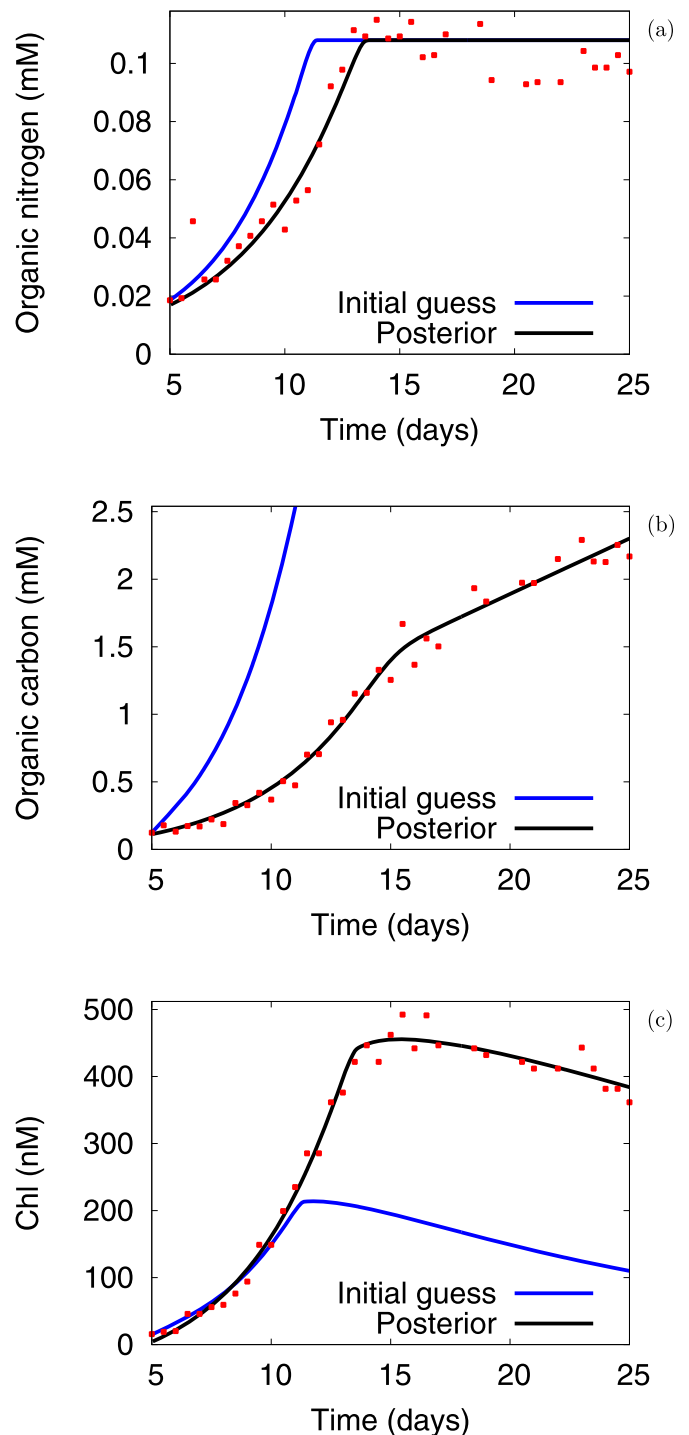 (a)
Organic nitrogen (mM)
0.1
0.08
0.06
0.04
0.02
0
Initial guess
Posterior
5 10 15 20 25
Time (days)
(b)
Organic carbon (mM)
2.5
2
1.5
1
0.5
0
Initial guess
Posterior
5 10 15 20 25
Time (days)
(c)
Chl (nM)
500
400
300
200
100
0
Initial guess
Posterior
5 10 15 20 25
Time (days)